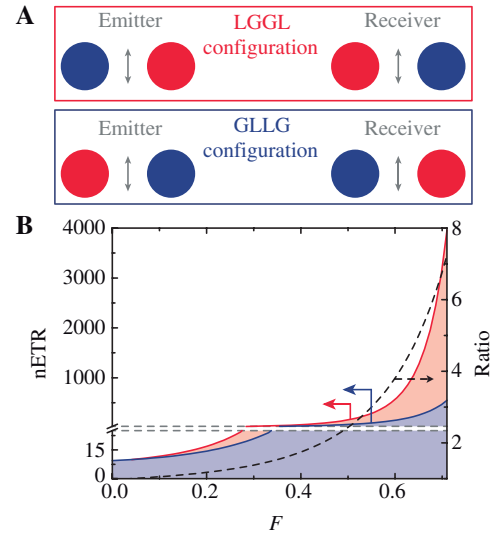 A
Emitter
LGGL
configuration
Receiver
Emitter
GLLG
configuration
Receiver
B
4000
3000
2000
1000
15
0
nETR
8
6
4
2
Ratio
0.0
0.2
0.4
0.6
F